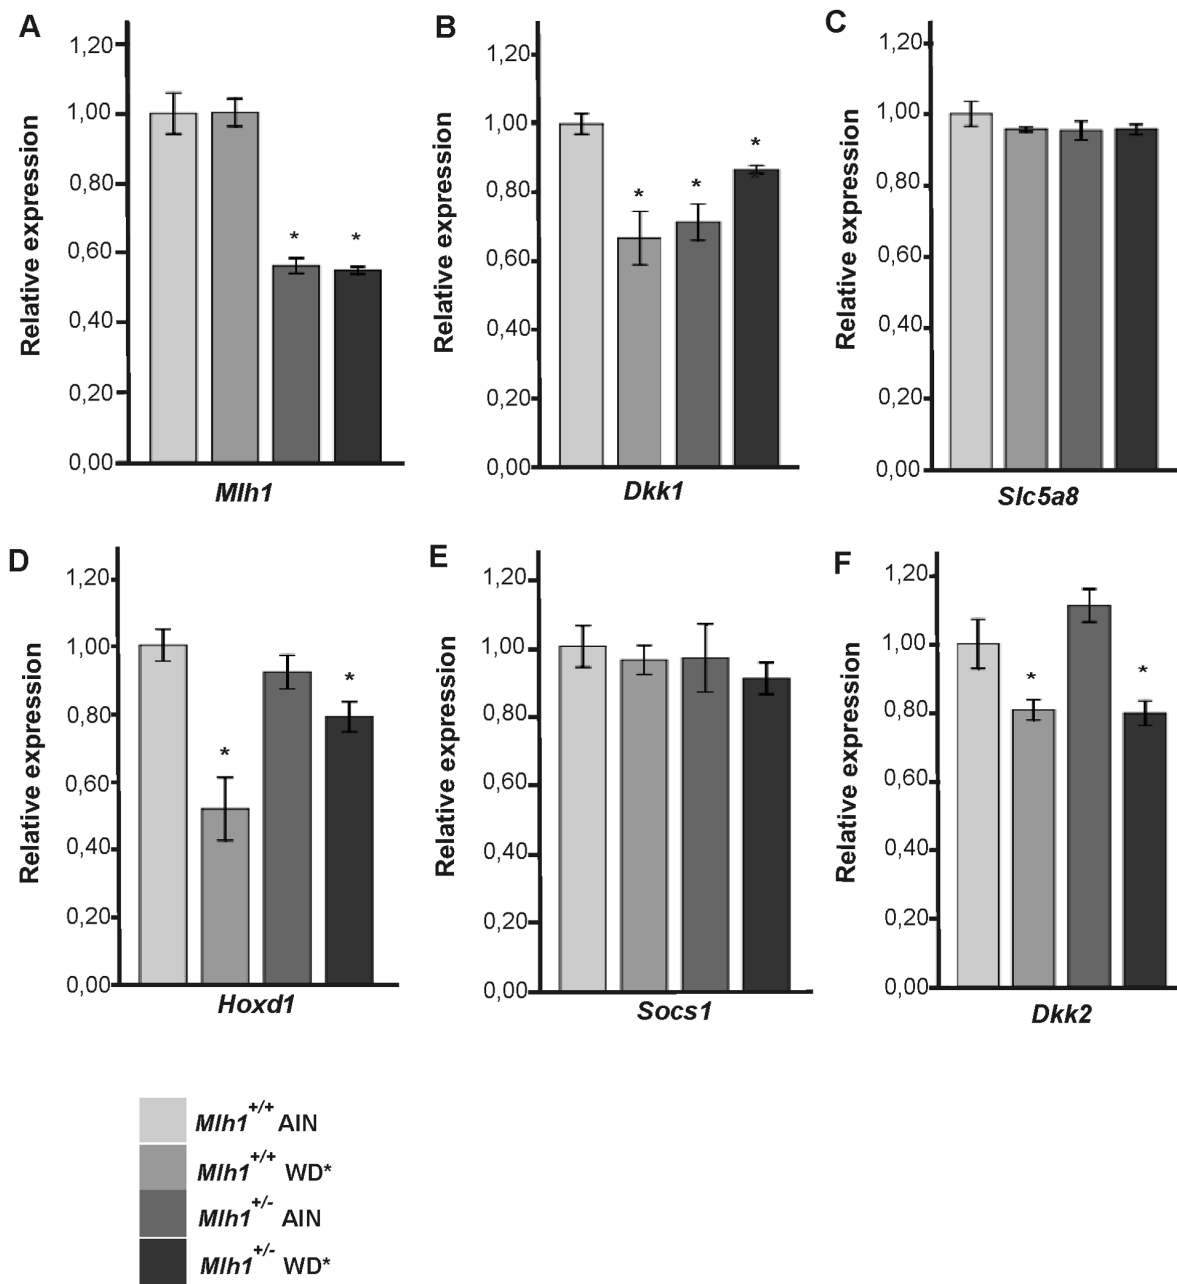 A
Relative expression
1,20
1,00
0,80
0,60
0,40
0,20
0,00
* *
Mlh1
B
Relative expression
1,20
1,00
0,80
0,60
0,40
0,20
0,00
* * *
Dkk1
C
Relative expression
1,20
1,00
0,80
0,60
0,40
0,20
0,00
Slc5a8
D
Relative expression
1,20
1,00
0,80
0,60
0,40
0,20
0,00
* *
Hoxd1
E
Relative expression
1,20
1,00
0,80
0,60
0,40
0,20
0,00
Socs1
F
Relative expression
1,20
1,00
0,80
0,60
0,40
0,20
0,00
* *
Dkk2
Mlh1+/+ AIN
Mlh1+/+ WD*
Mlh1+/- AIN
Mlh1+/- WD*